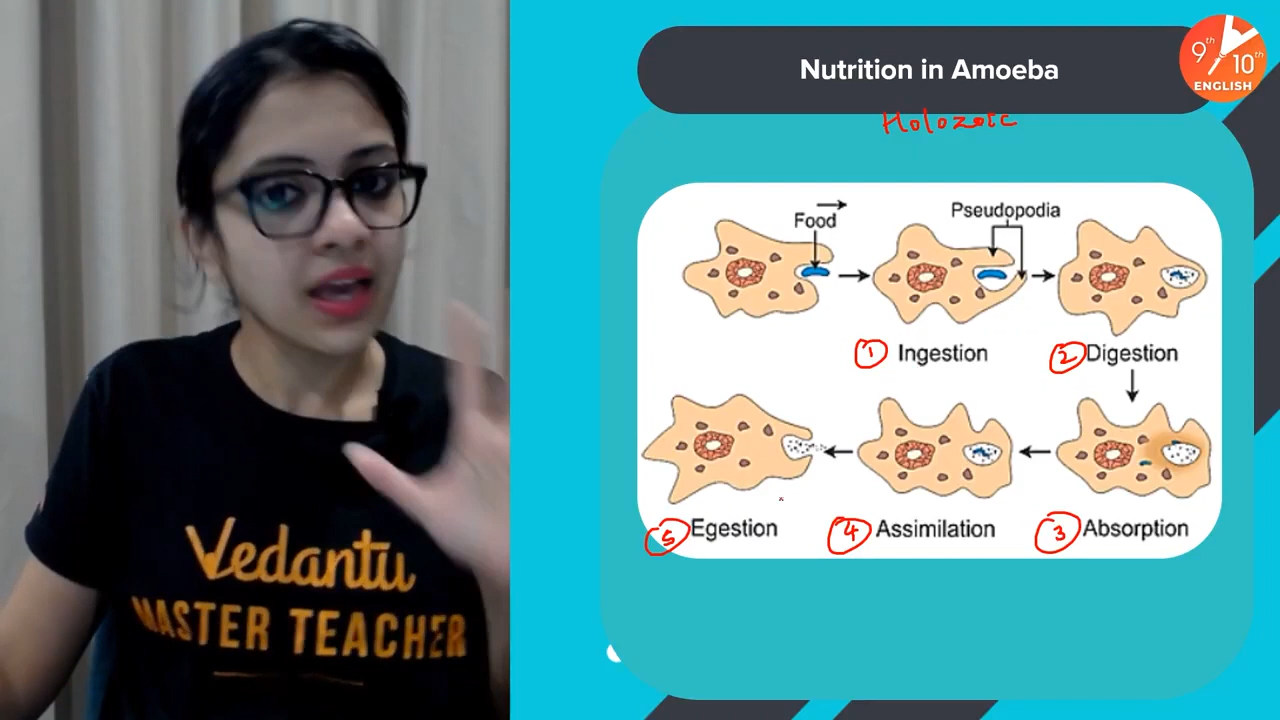 Nutrition in Amoeba
9th
10th
ENGLISH
Holozoic
Food
Pseudopodia
1 Ingestion
2 Digestion
5 Egestion
4 Assimilation
3 Absorption
Vedantu
MASTER TEACHER